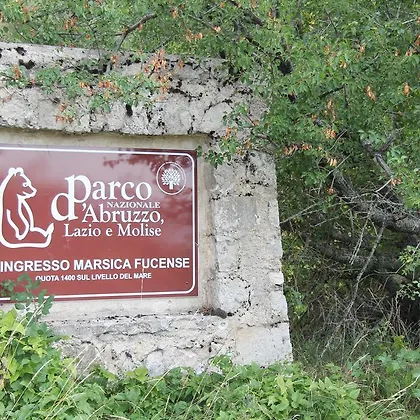 Parco
NAZIONALE
d'Abruzzo,
Lazio e Molise
INGRESSO MARSICA FUCENSE
QUOTA 1400 SUL LIVELLO DEL MARE